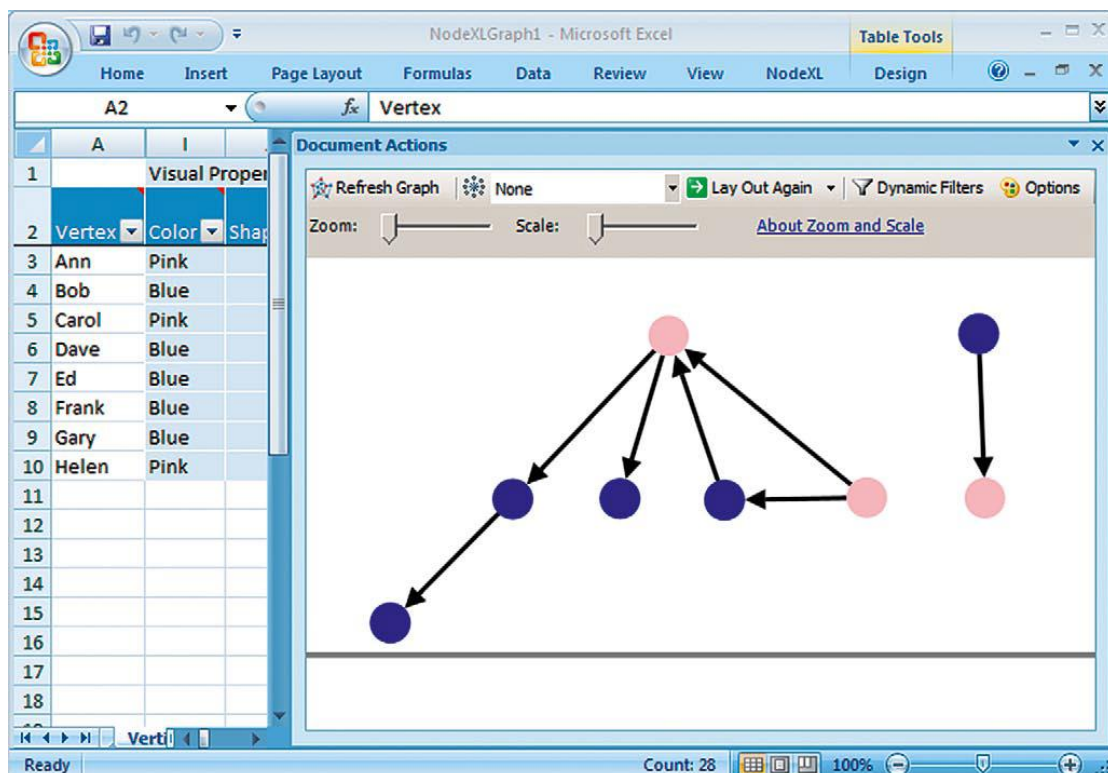 NodeXLGraph1 - Microsoft Excel
Table Tools
Home Insert Page Layout Formulas Data Review View NodeXL Design
A2 fx Vertex
A I Document Actions
1 Visual Proper
Refresh Graph None Lay Out Again Dynamic Filters Options
2 Vertex Color Shap
Zoom: Scale: About Zoom and Scale
3 Ann Pink
4 Bob Blue
5 Carol Pink
6 Dave Blue
7 Ed Blue
8 Frank Blue
9 Gary Blue
10 Helen Pink
11
12
13
14
15
16
17
18
Verti
Ready Count: 28 100%